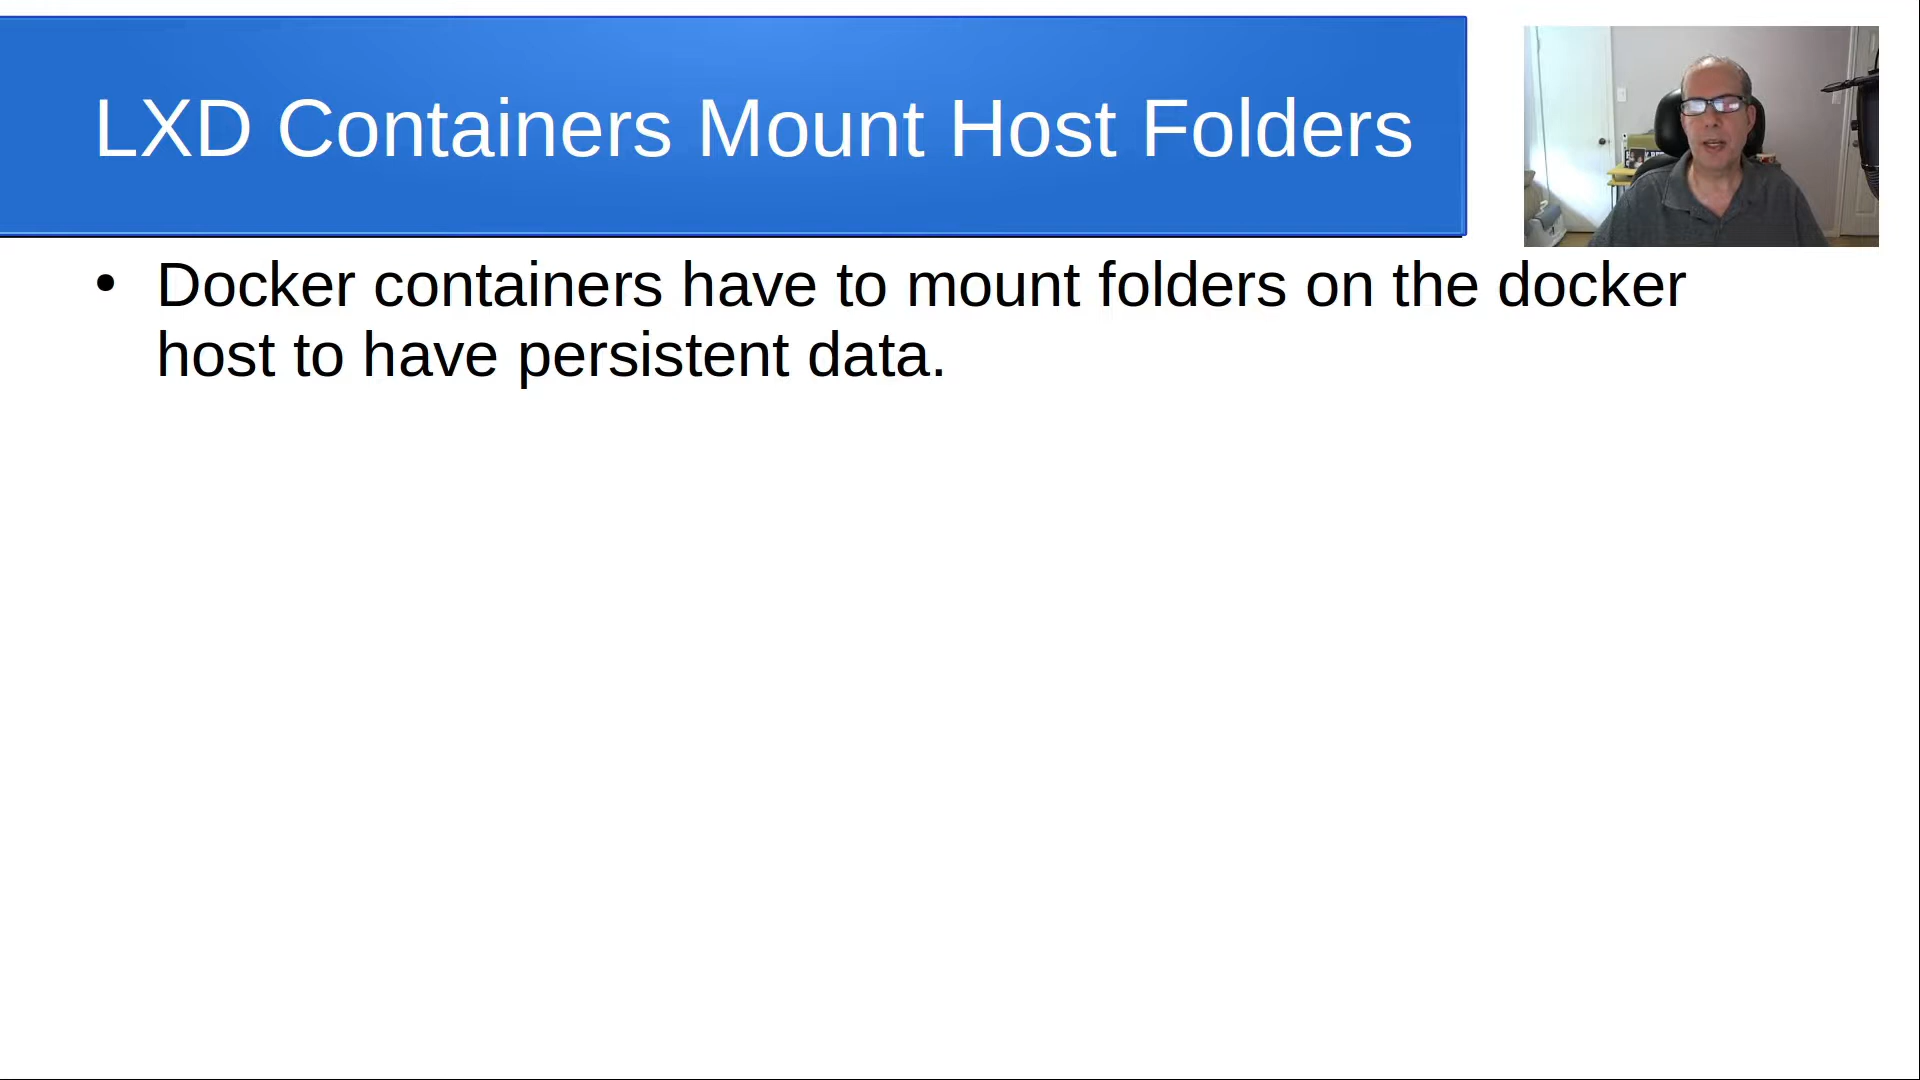 LXD Containers Mount Host Folders
• Docker containers have to mount folders on the docker
host to have persistent data.